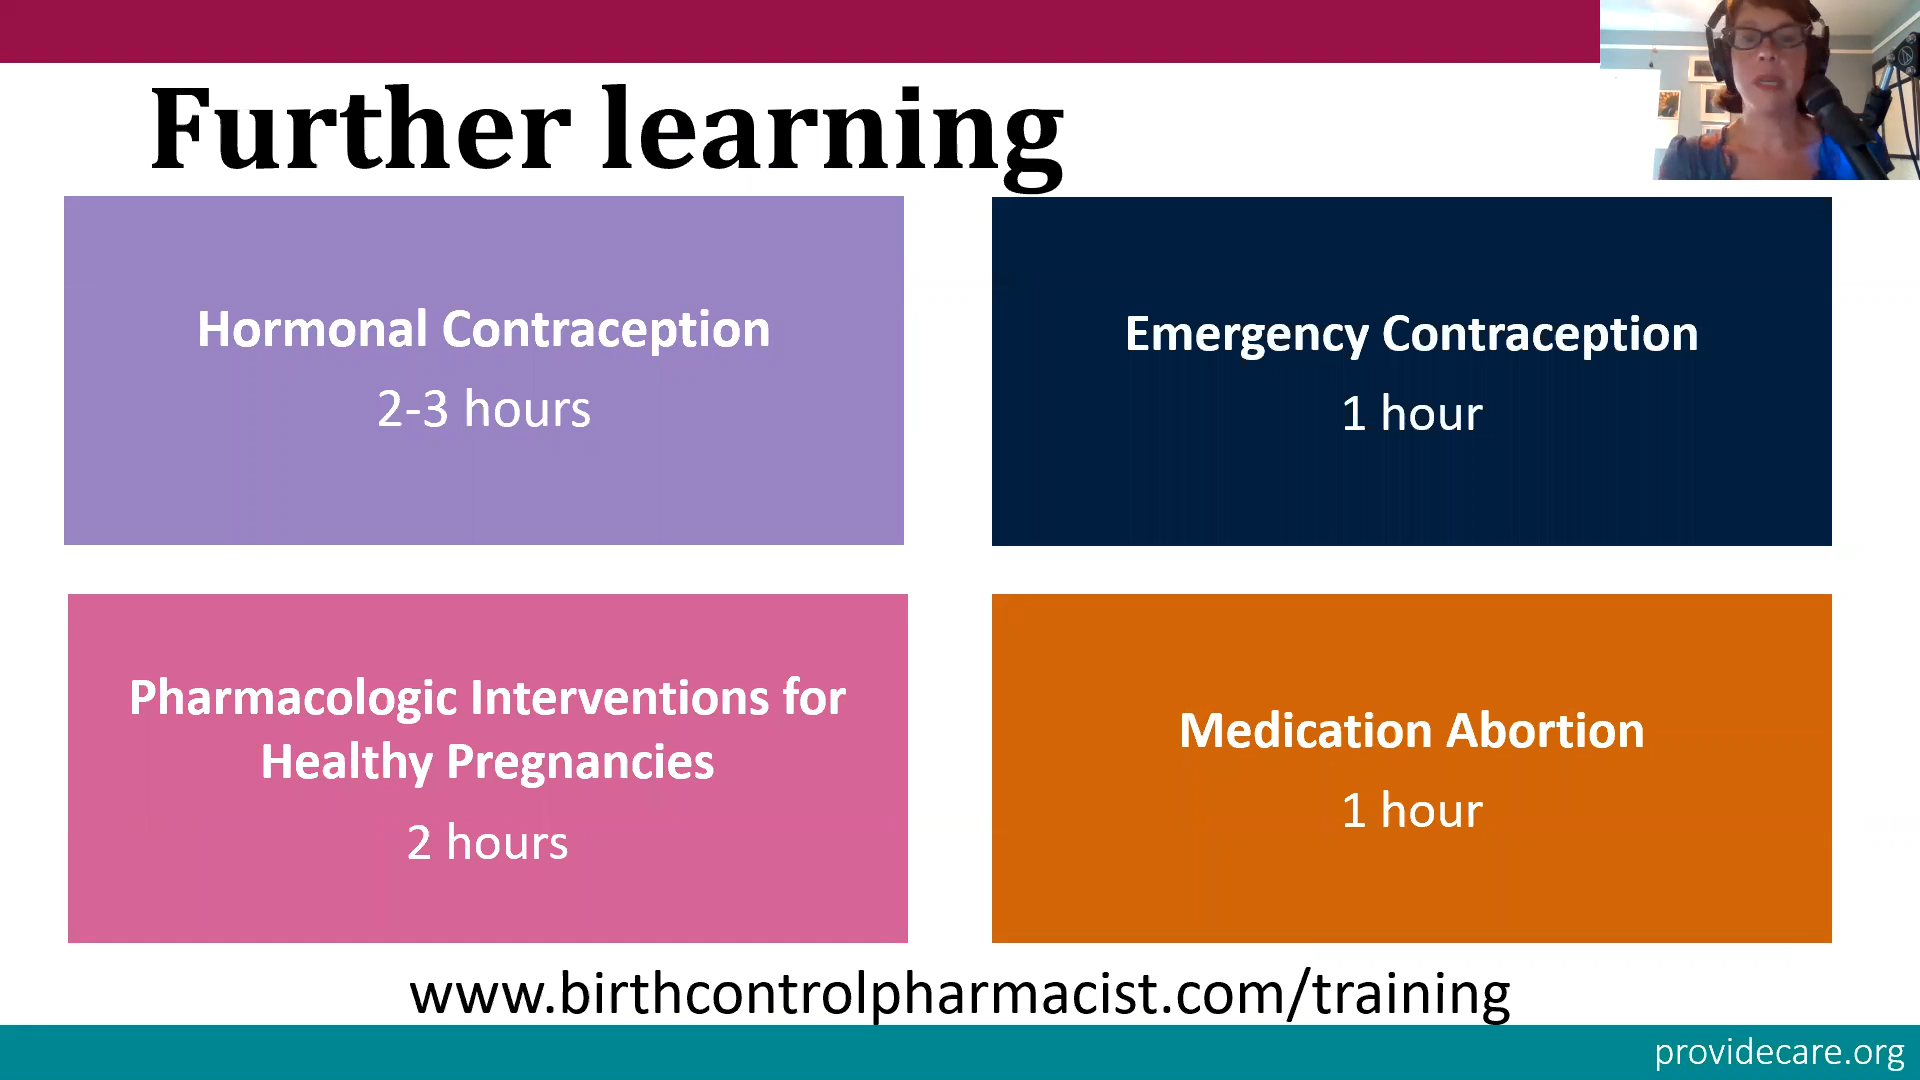 Further learning
Hormonal Contraception
2-3 hours
Emergency Contraception
1 hour
Pharmacologic Interventions for
Healthy Pregnancies
2 hours
Medication Abortion
1 hour
www.birthcontrolpharmacist.com/training
providecare.org